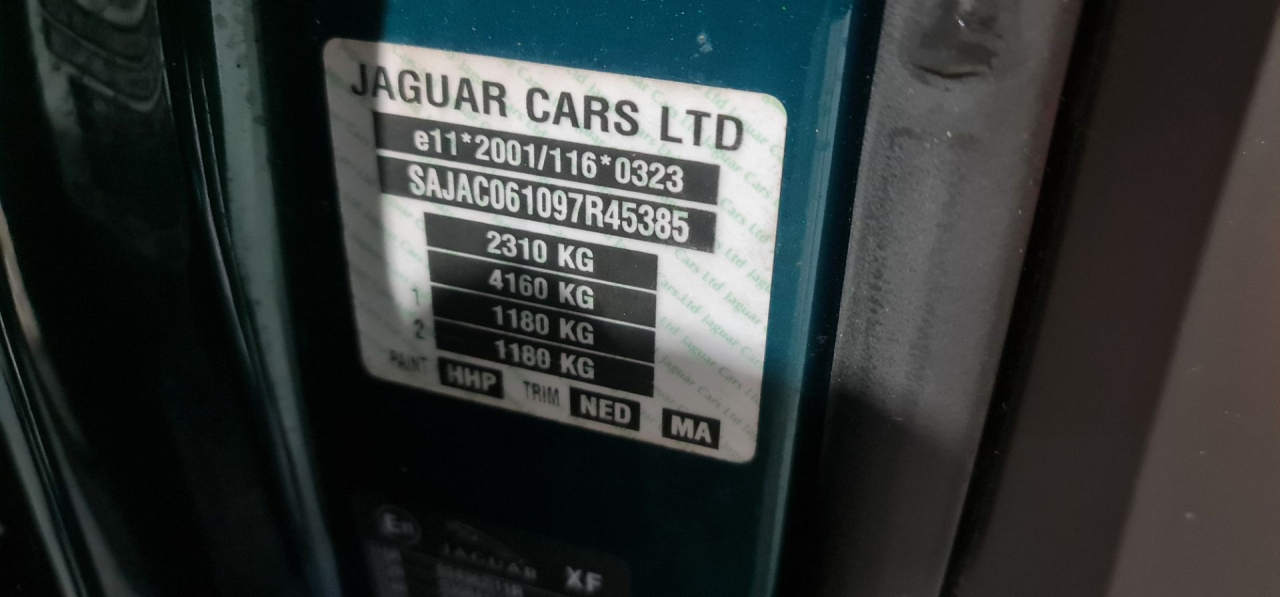 JAGUAR CARS LTD
e11*2001/116*0323
SAJAC061097R45385
2310 KG
4160 KG
1 1180 KG
2 1180 KG
PAINT HHP TRIM NED MA
JAGUAR XF